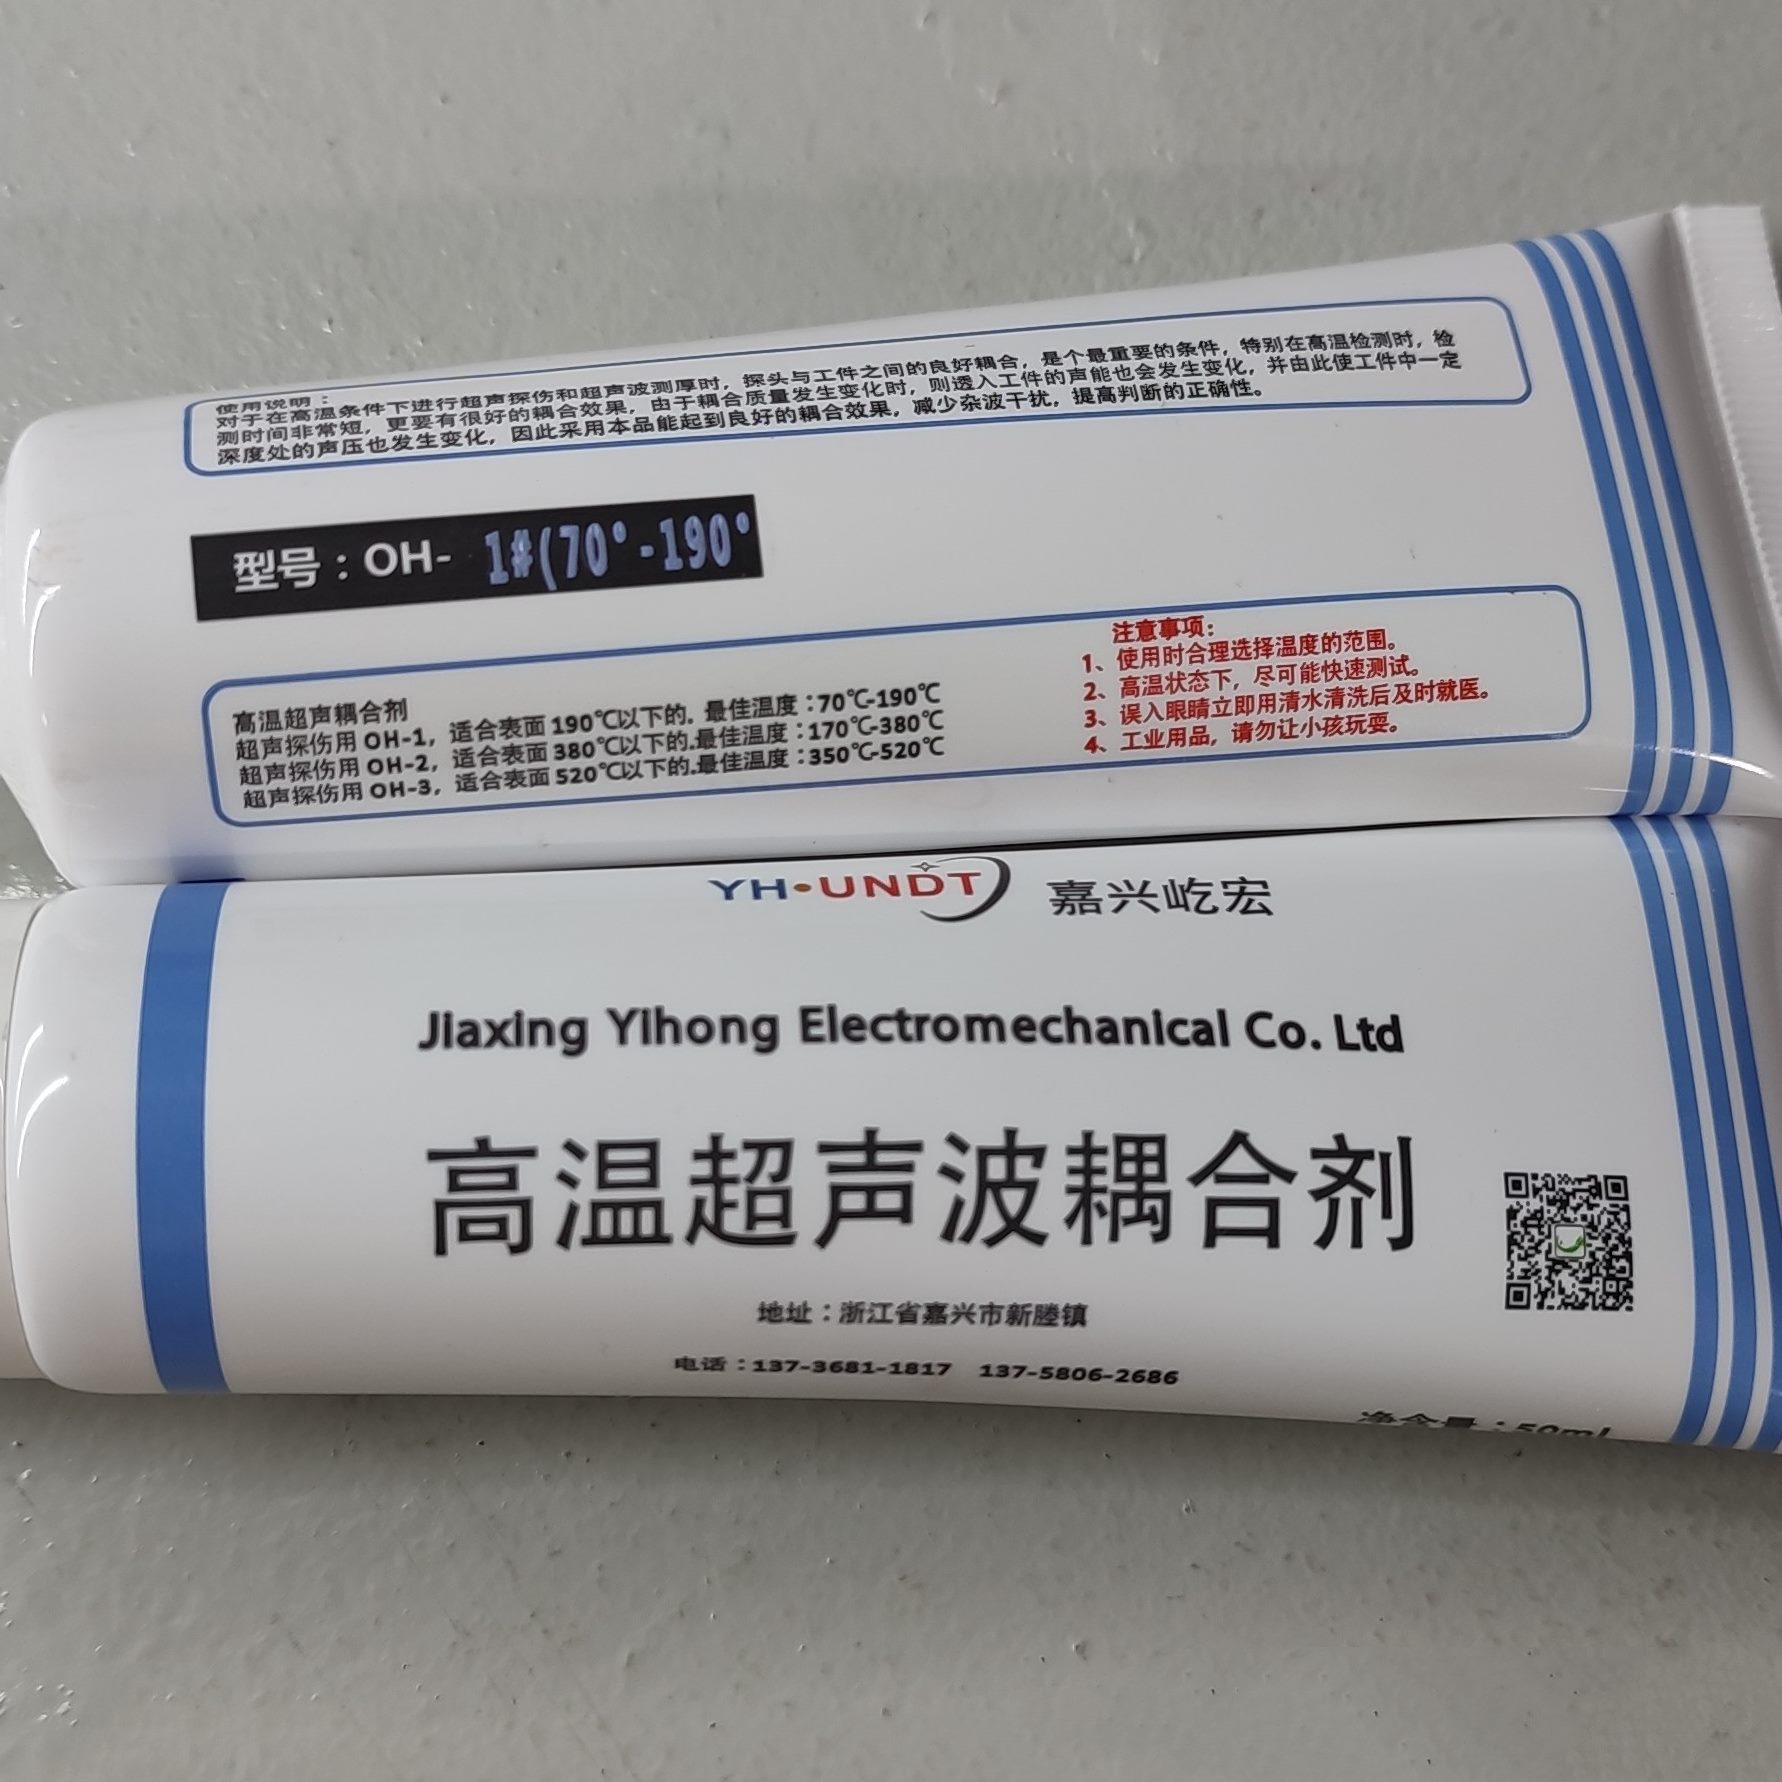 使用说明：
对于在高温条件下进行超声探伤和超声波测厚时，探头与工件之间的良好耦合，是个最重要的条件，特别在高温检测时，检
测时间非常短，更要有很好的耦合效果，由于耦合质量发生变化时，则透入工件的声能也会发生变化，并由此使工件中一定
深度处的声压也发生变化，因此采用本品能起到良好的耦合效果，减少杂波干扰，提高判断的正确性。
型号：OH- 1#(70°-190°
高温超声耦合剂
超声探伤用 OH-1，适合表面 190℃以下的. 最佳温度：70℃-190℃
超声探伤用 OH-2，适合表面 380℃以下的.最佳温度：170℃-380℃
超声探伤用 OH-3，适合表面 520℃以下的.最佳温度：350℃-520℃
注意事项:
1、使用时合理选择温度的范围。
2、高温状态下，尽可能快速测试。
3、误入眼睛立即用清水清洗后及时就医。
4、工业用品，请勿让小孩玩耍。
YH·UNDT 嘉兴屹宏
Jiaxing Yihong Electromechanical Co. Ltd
高温超声波耦合剂
地址：浙江省嘉兴市新塍镇
电话：137-3681-1817 137-5806-2686
净含量：50ml